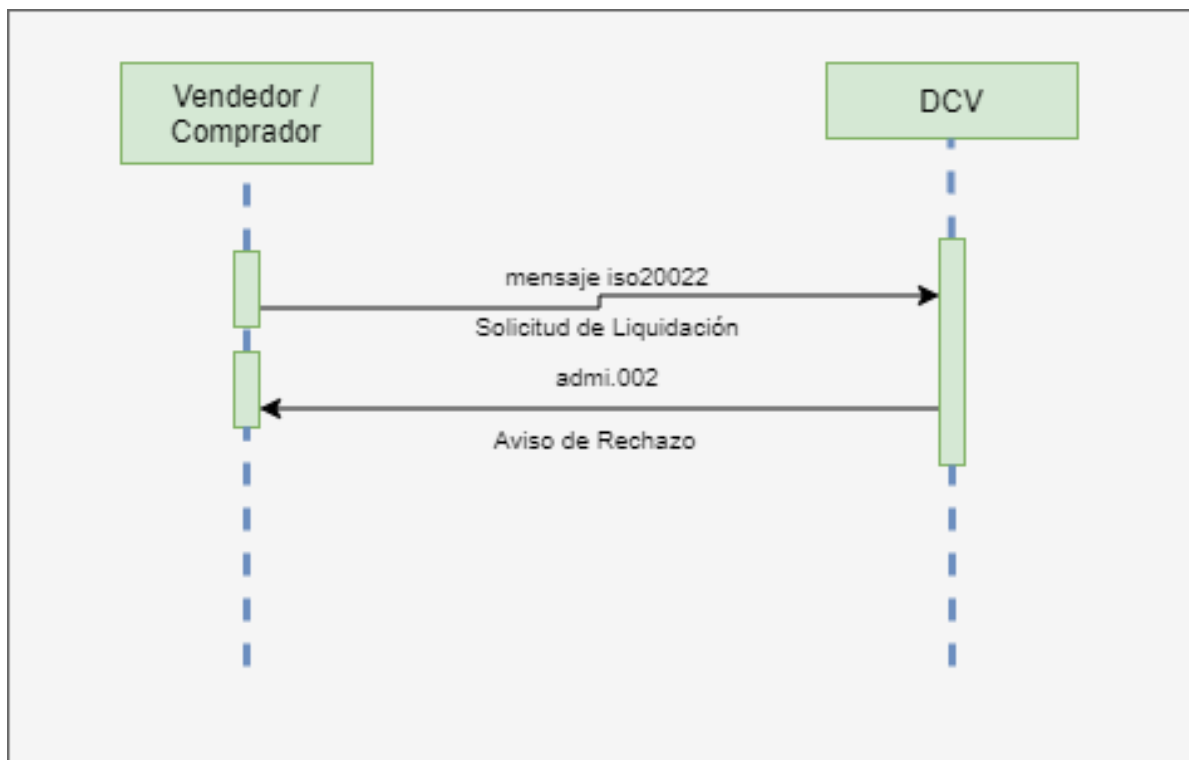 Vendedor /
Comprador
DCV
mensaje iso20022
Solicitud de Liquidación
admi.002
Aviso de Rechazo